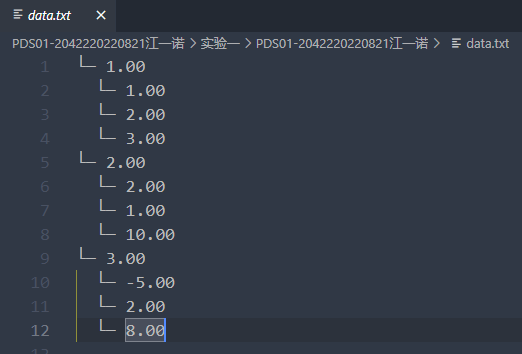 data.txt
PDS01-2042220220821江一诺 > 实验一 > PDS01-2042220220821江一诺 > data.txt
1 └─ 1.00
2 └─ 1.00
3 └─ 2.00
4 └─ 3.00
5 └─ 2.00
6 └─ 2.00
7 └─ 1.00
8 └─ 10.00
9 └─ 3.00
10 └─ -5.00
11 └─ 2.00
12 └─ 8.00